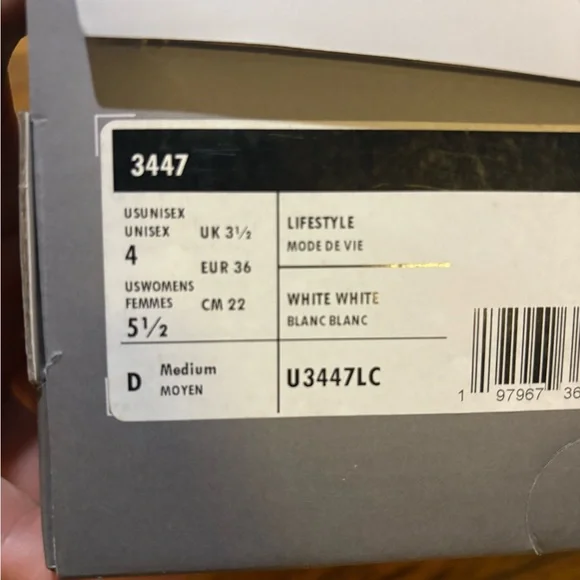 3447
USUNISEX
UNISEX UK 3½
4
EUR 36
USWOMENS
FEMMES CM 22
5½
LIFESTYLE
MODE DE VIE
WHITE WHITE
BLANC BLANC
D Medium
MOYEN
U3447LC
1 97967 36